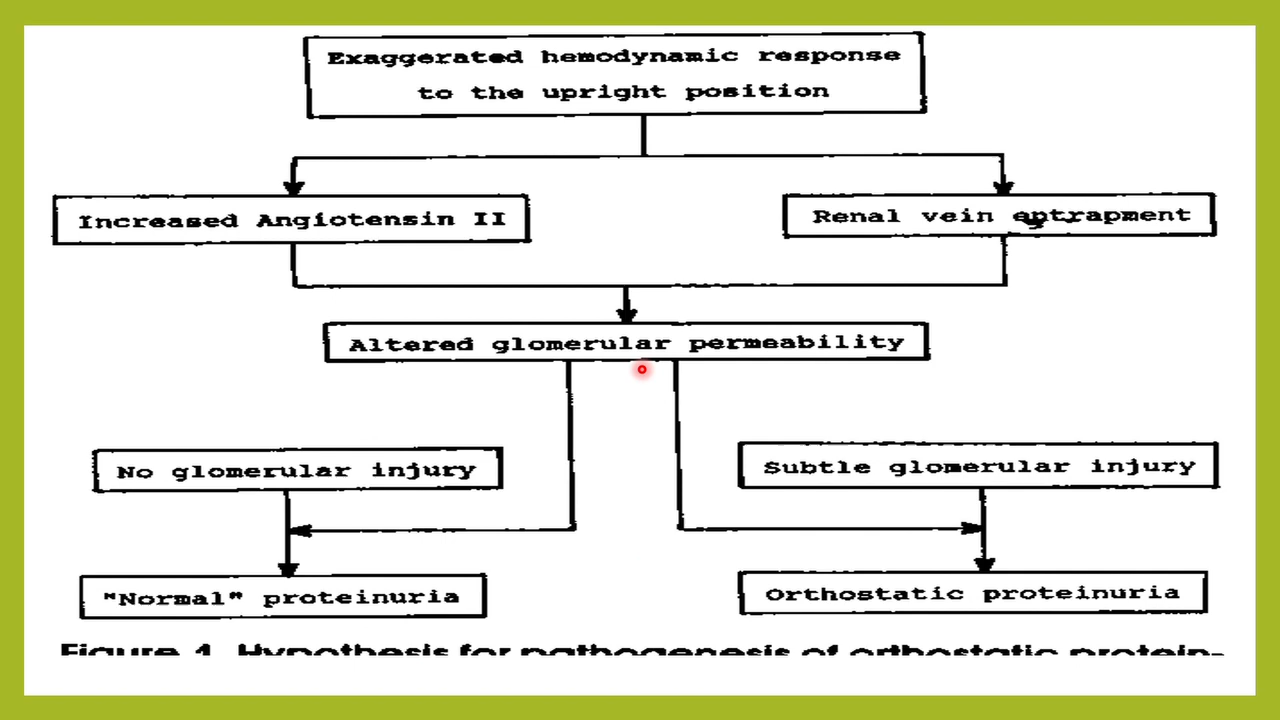 Exaggerated hemodynamic response
to the upright position
Increased Angiotensin II
Renal vein entrapment
Altered glomerular permeability
No glomerular injury
Subtle glomerular injury
"Normal" proteinuria
Orthostatic proteinuria
Figure 1. Hypothesis for pathogenesis of orthostatic protein-